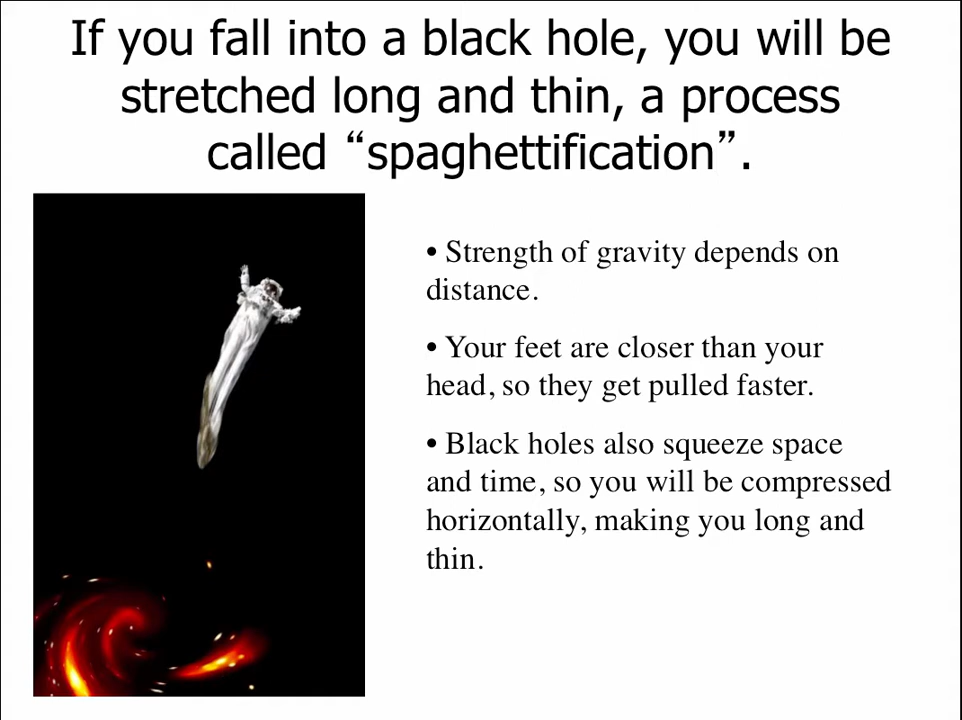 If you fall into a black hole, you will be
stretched long and thin, a process
called “spaghettification”.
• Strength of gravity depends on
distance.
• Your feet are closer than your
head, so they get pulled faster.
• Black holes also squeeze space
and time, so you will be compressed
horizontally, making you long and
thin.